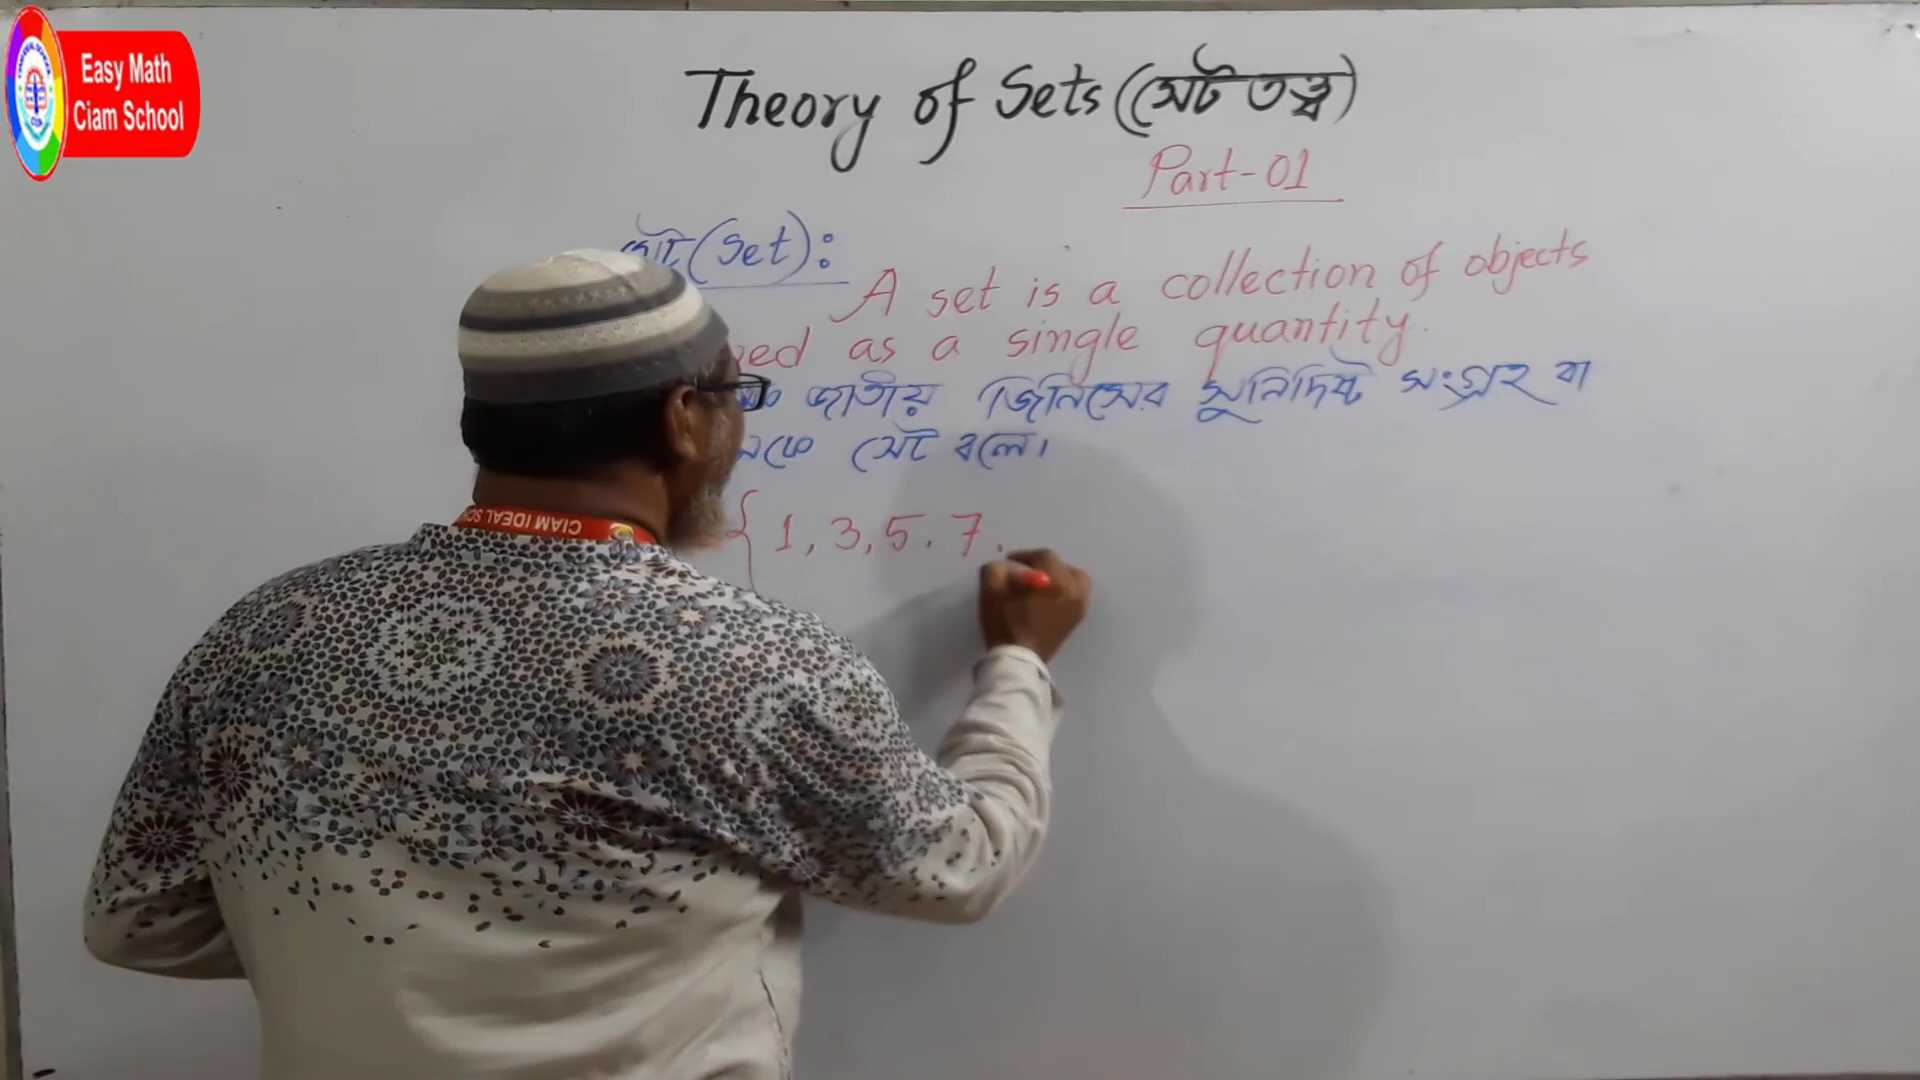 Easy Math
Ciam School
Theory of Sets (সেট তত্ত্ব)
Part-01
সেট (Set):
A set is a collection of objects
as a single quantity.
জাতীয় জিনিসের সুনির্দিষ্ট সংগ্রহ বা
সেট বলে।
{ 1, 3, 5, 7,
CIAM IDEAL